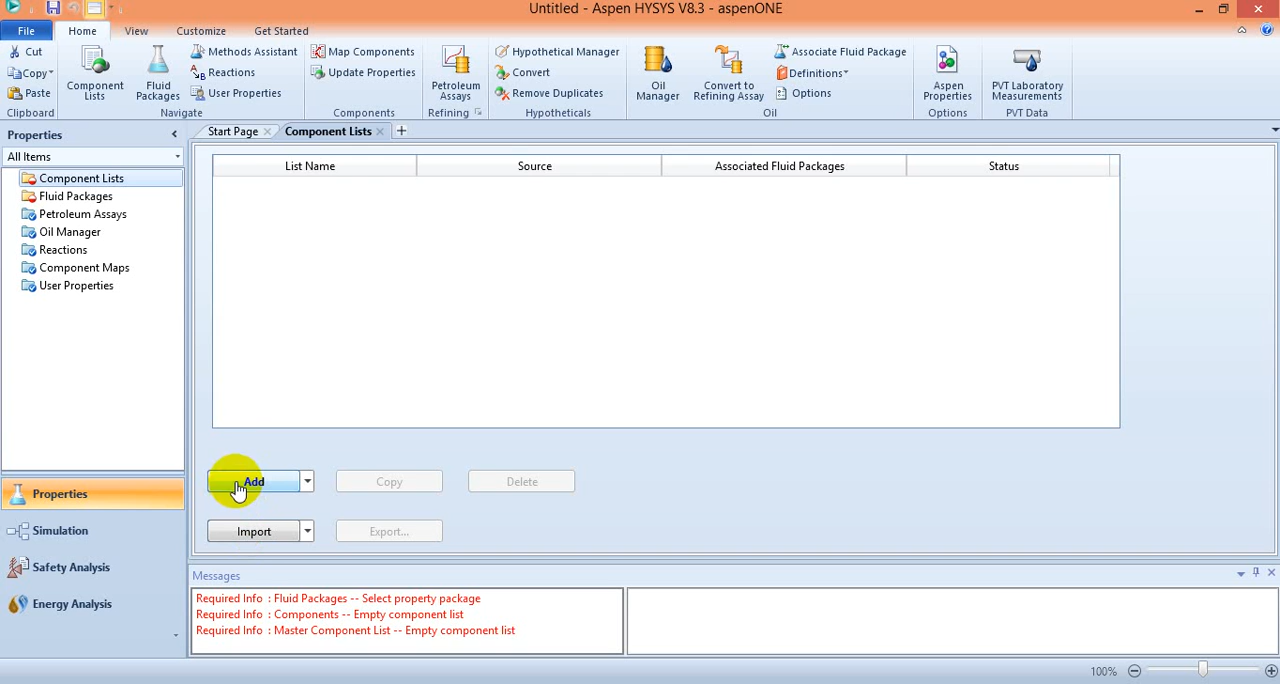 Untitled - Aspen HYSYS V8.3 - aspenONE
File Home View Customize Get Started
Cut
Copy
Paste
Clipboard
Component Lists
Fluid Packages
Methods Assistant
Reactions
User Properties
Navigate
Map Components
Update Properties
Components
Petroleum Assays
Refining
Hypothetical Manager
Convert
Remove Duplicates
Hypotheticals
Oil Manager
Convert to Refining Assay
Associate Fluid Package
Definitions
Options
Oil
Aspen Properties
Options
PVT Laboratory Measurements
PVT Data
Properties
All Items
Component Lists
Fluid Packages
Petroleum Assays
Oil Manager
Reactions
Component Maps
User Properties
Properties
Simulation
Safety Analysis
Energy Analysis
Start Page Component Lists
List Name Source Associated Fluid Packages Status
Add Copy Delete
Import Export...
Messages
Required Info : Fluid Packages -- Select property package
Required Info : Components -- Empty component list
Required Info : Master Component List -- Empty component list
100%